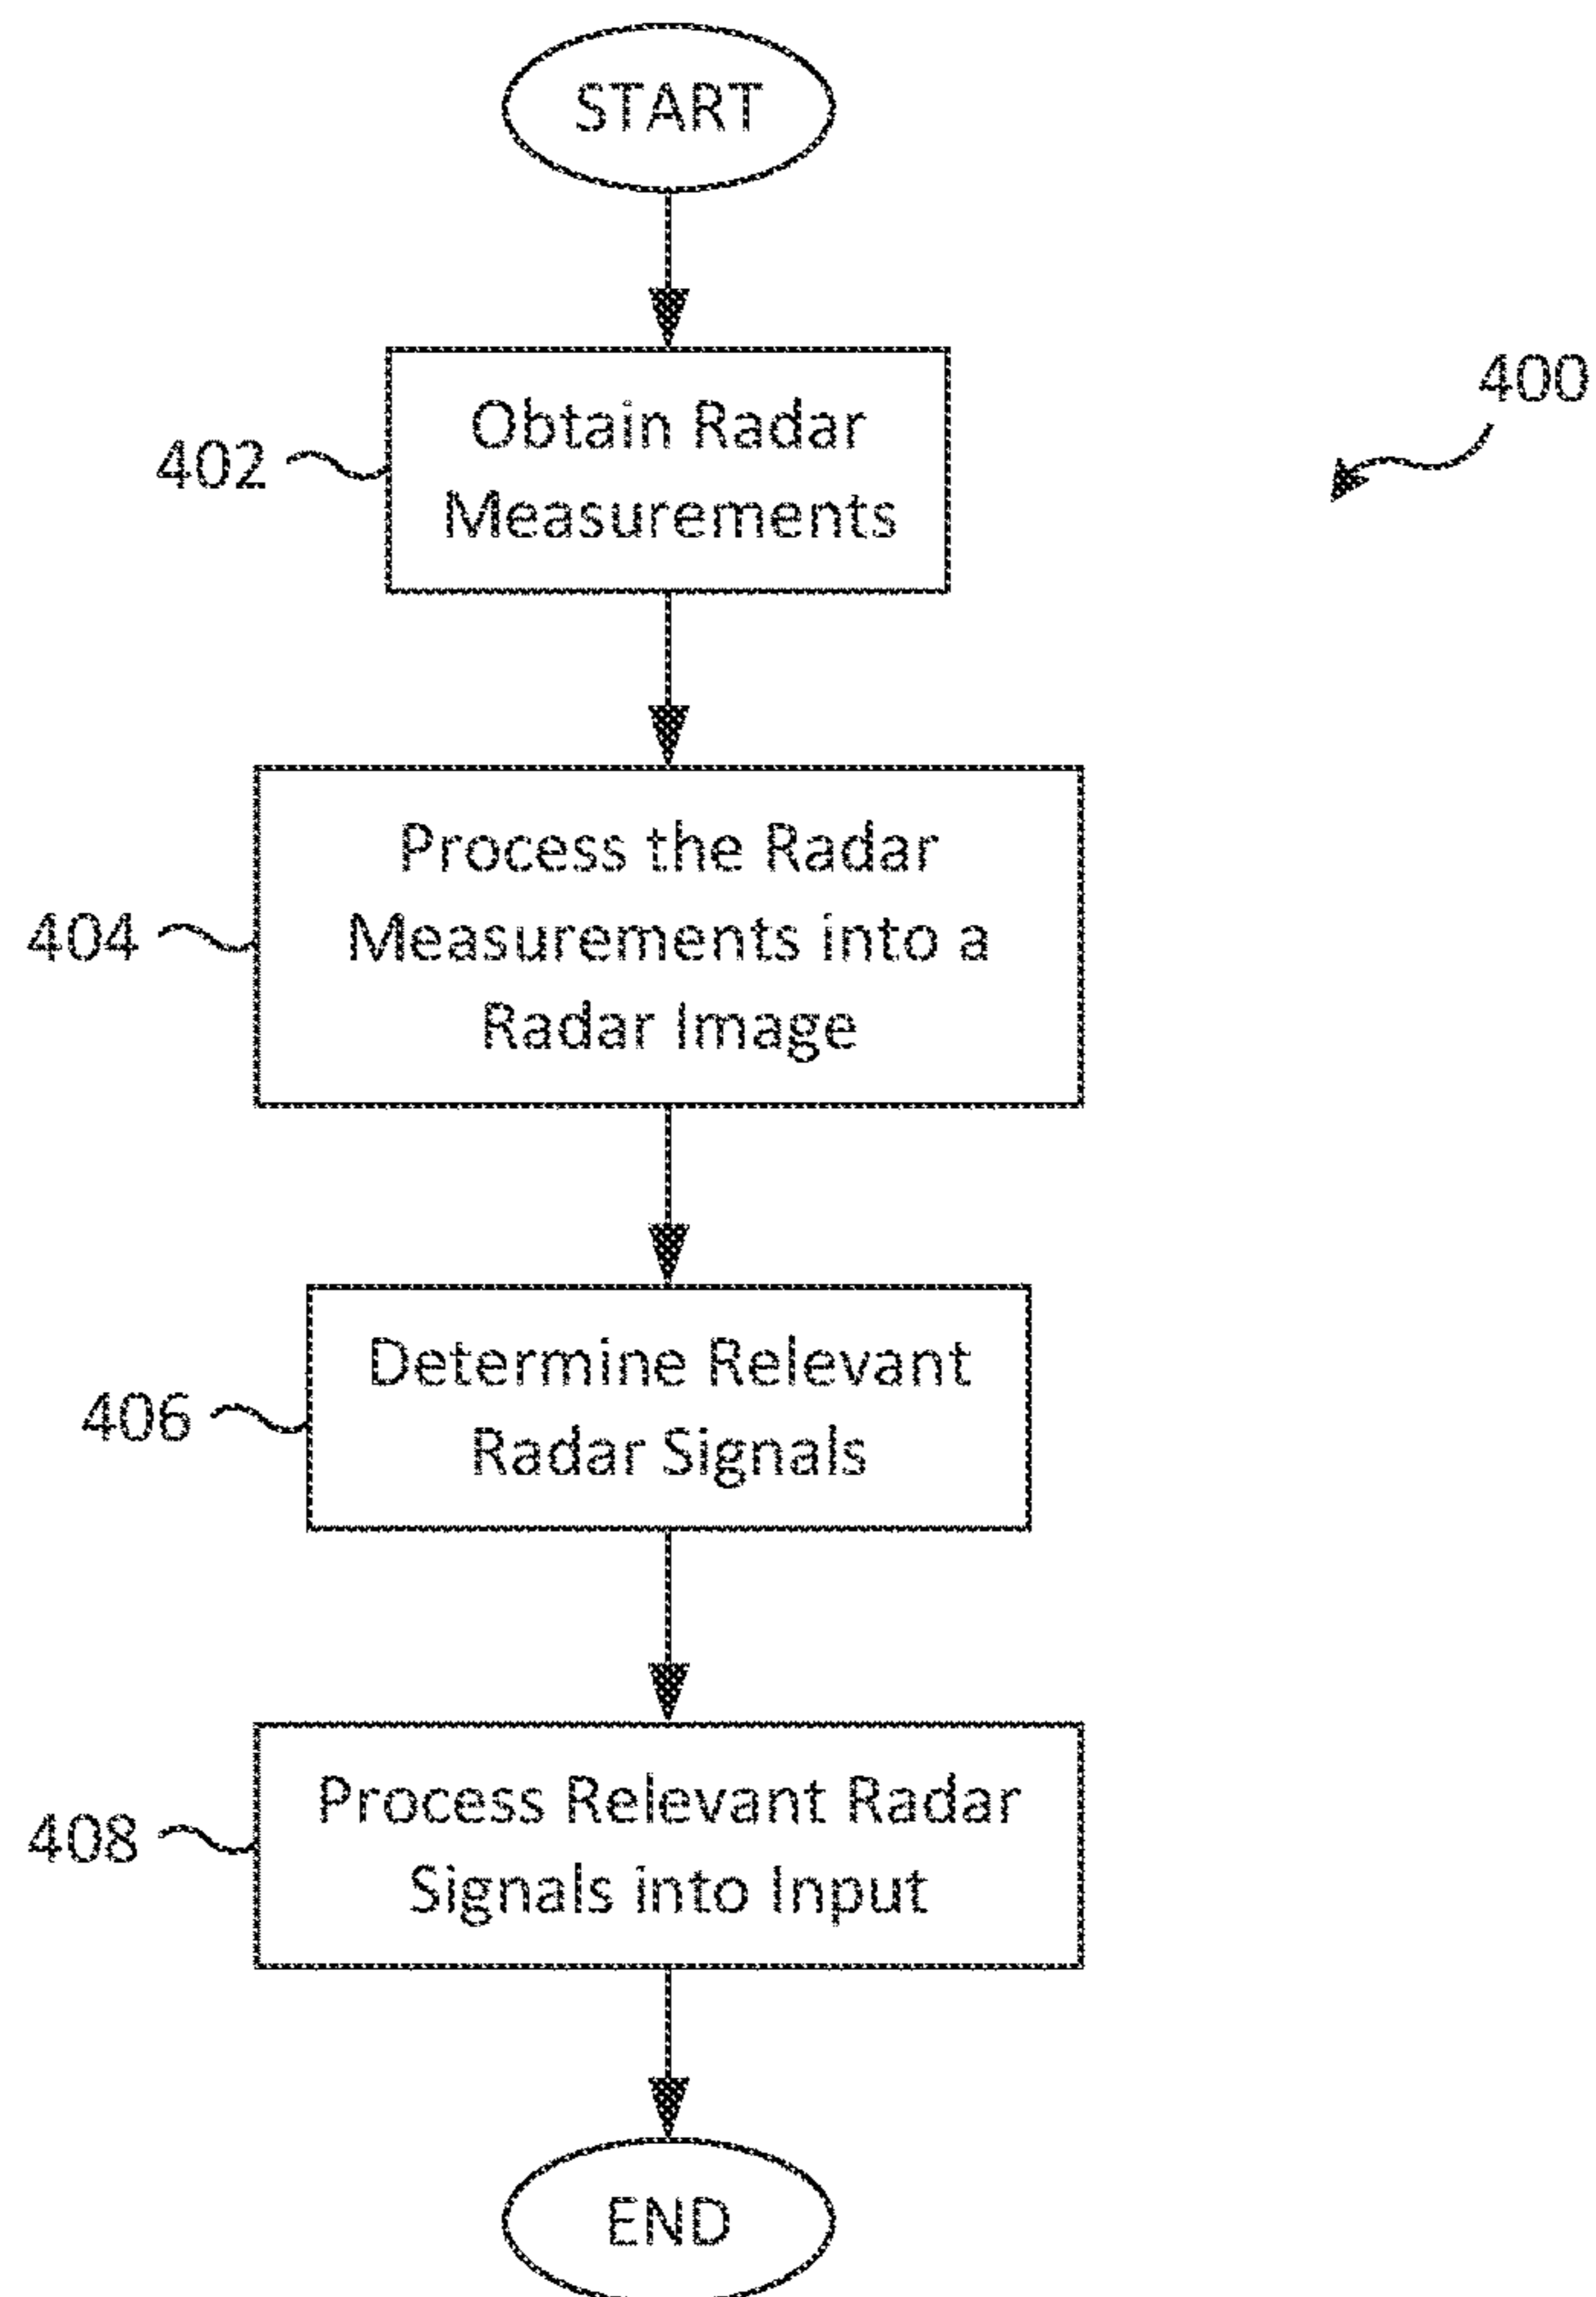 START
400
Obtain Radar
402
Measurements
Process the Radar
404
Measurements into a
Radar Image
Determine Relevant
406
Radar Signals
Process Relevant Radar
408
Signals into Input
END